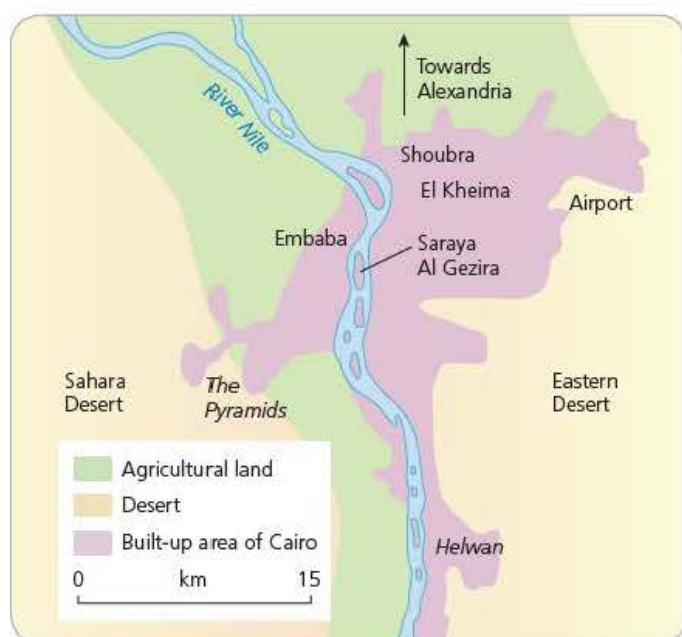 Towards
Alexandria
River Nile
Shoubra
El Kheima
Airport
Embaba
Saraya
Al Gezira
Sahara
Desert
The
Pyramids
Eastern
Desert
Agricultural land
Desert
Built-up area of Cairo
0 km 15
Helwan